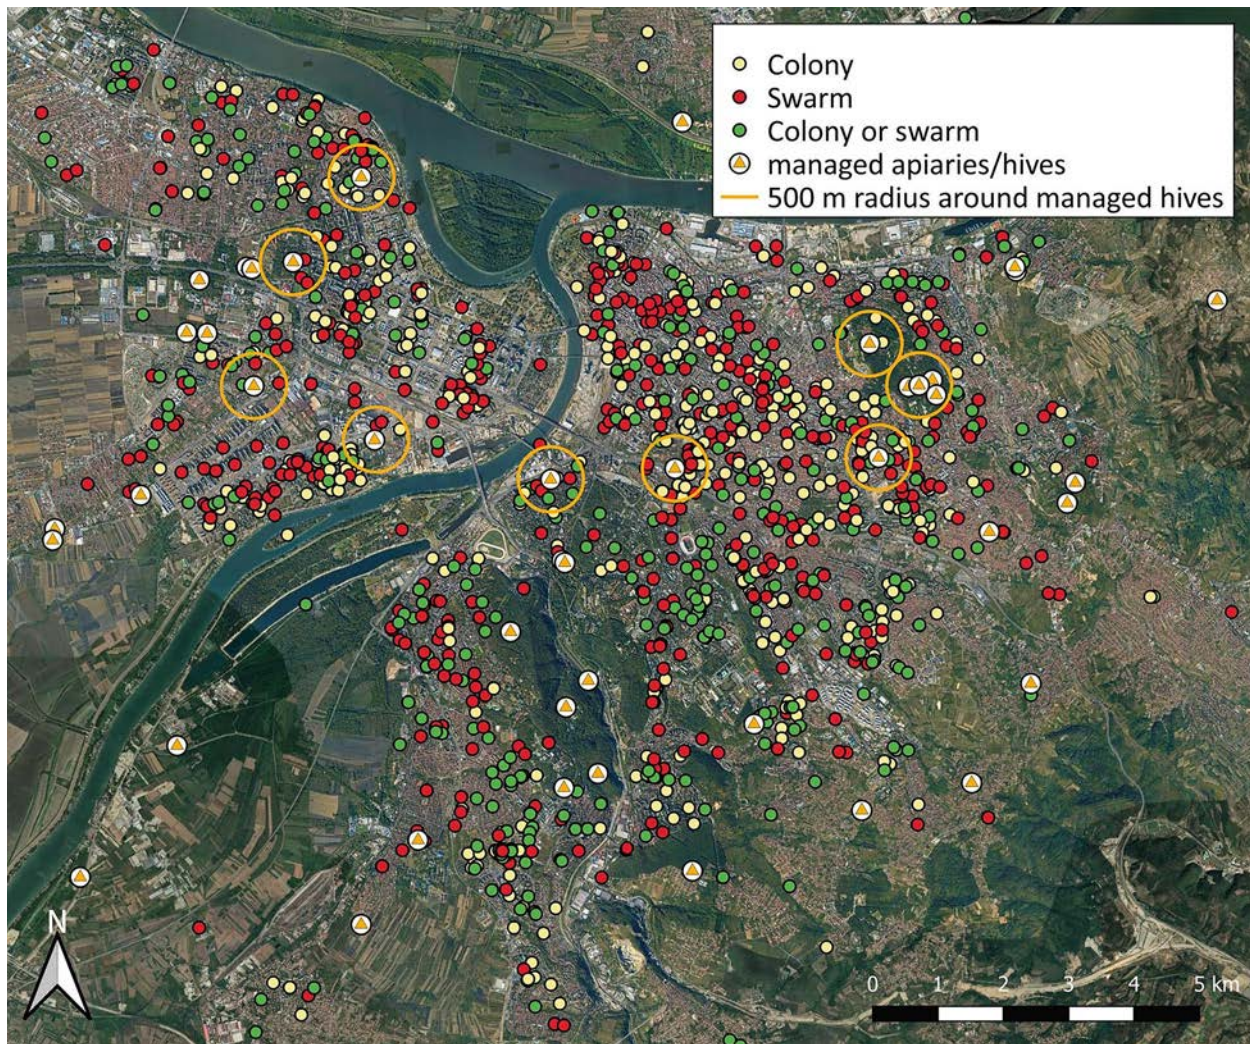 Colony
Swarm
Colony or swarm
managed apiaries/hives
500 m radius around managed hives
N
0 1 2 3 4 5 km